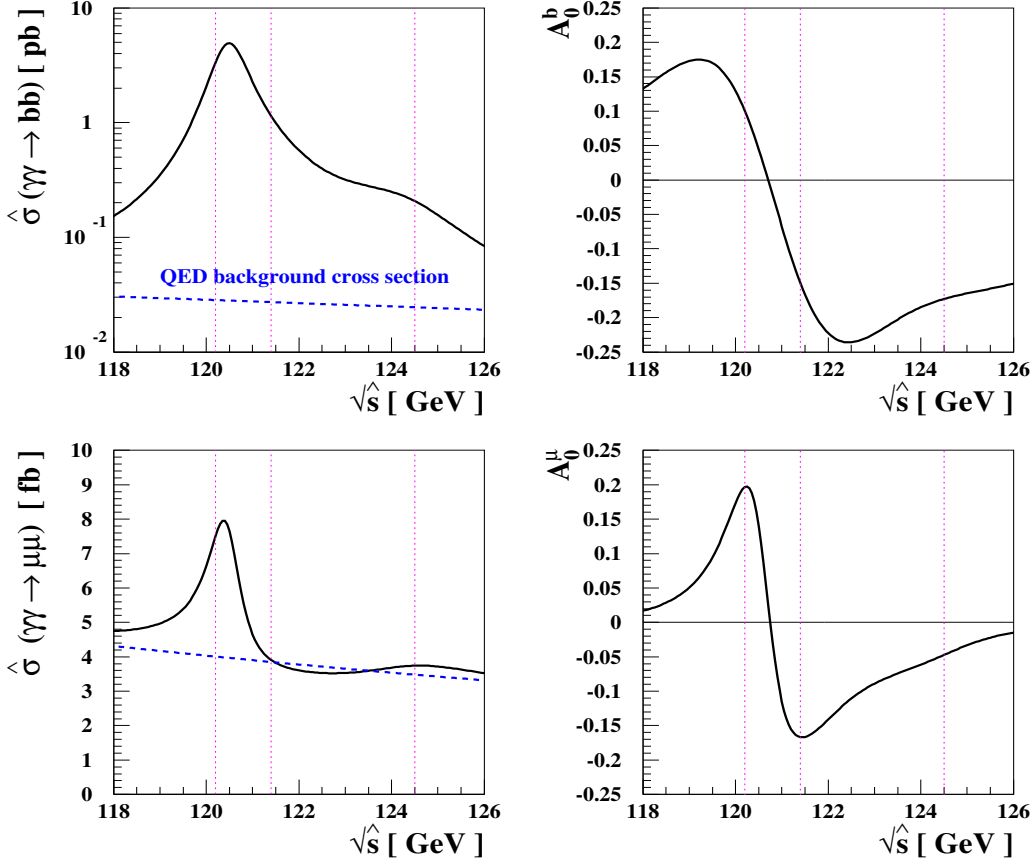 σ̂ (γγ → bb) [ pb ]
10
1
10⁻¹
10⁻²
QED background cross section
118 120 122 124 126
√ŝ [ GeV ]
A₀ᵇ
0.25
0.2
0.15
0.1
0.05
0
-0.05
-0.1
-0.15
-0.2
-0.25
118 120 122 124 126
√ŝ [ GeV ]
σ̂ (γγ → μμ) [ fb ]
10
9
8
7
6
5
4
3
2
1
0
118 120 122 124 126
√ŝ [ GeV ]
A₀^μ
0.25
0.2
0.15
0.1
0.05
0
-0.05
-0.1
-0.15
-0.2
-0.25
118 120 122 124 126
√ŝ [ GeV ]